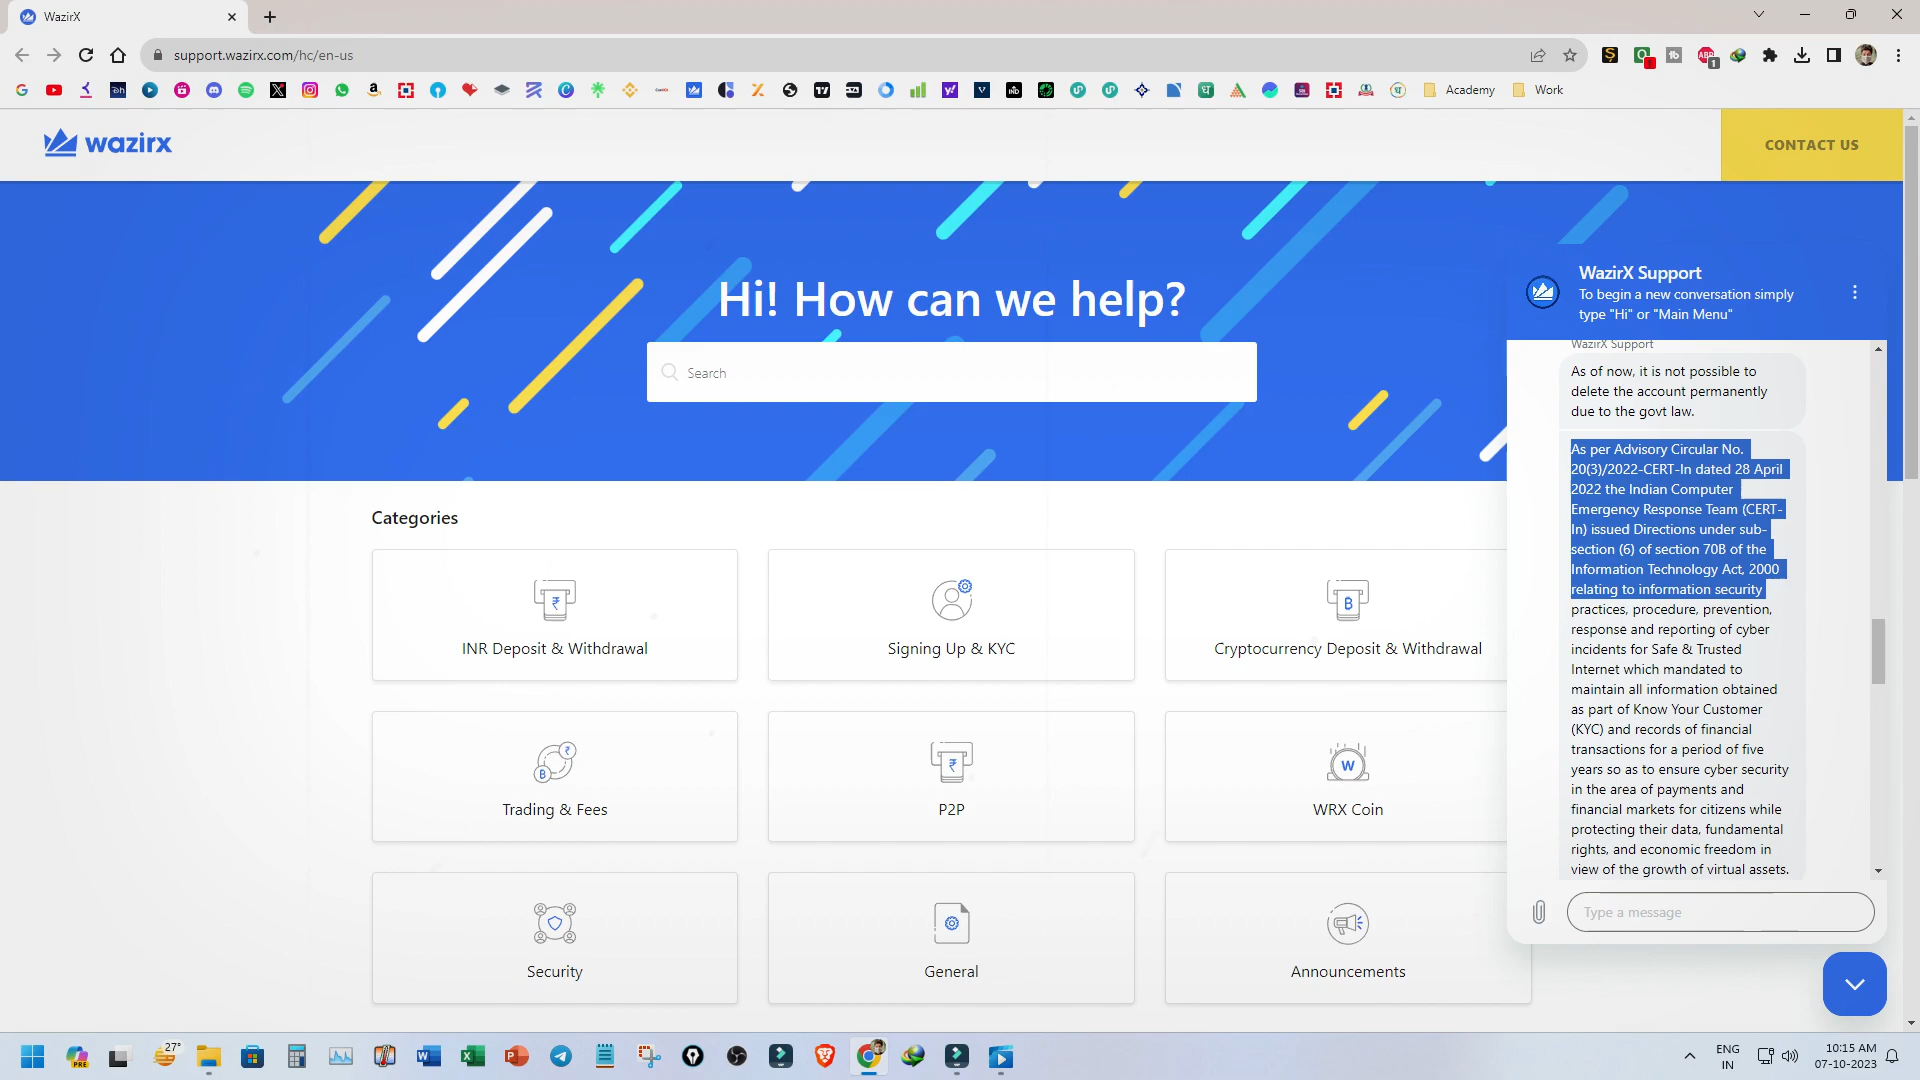 WazirX
support.wazirx.com/hc/en-us
Academy
Work
wazirx
CONTACT US
Hi! How can we help?
Search
Categories
INR Deposit & Withdrawal
Signing Up & KYC
Cryptocurrency Deposit & Withdrawal
Trading & Fees
P2P
WRX Coin
Security
General
Announcements
WazirX Support
To begin a new conversation simply
type "Hi" or "Main Menu"
WazirX Support
As of now, it is not possible to
delete the account permanently
due to the govt law.
As per Advisory Circular No.
20(3)/2022-CERT-In dated 28 April
2022 the Indian Computer
Emergency Response Team (CERT-
In) issued Directions under sub-
section (6) of section 70B of the
Information Technology Act, 2000
relating to information security
practices, procedure, prevention,
response and reporting of cyber
incidents for Safe & Trusted
Internet which mandated to
maintain all information obtained
as part of Know Your Customer
(KYC) and records of financial
transactions for a period of five
years so as to ensure cyber security
in the area of payments and
financial markets for citizens while
protecting their data, fundamental
rights, and economic freedom in
view of the growth of virtual assets.
Type a message
27°
ENG
IN
10:15 AM
07-10-2023